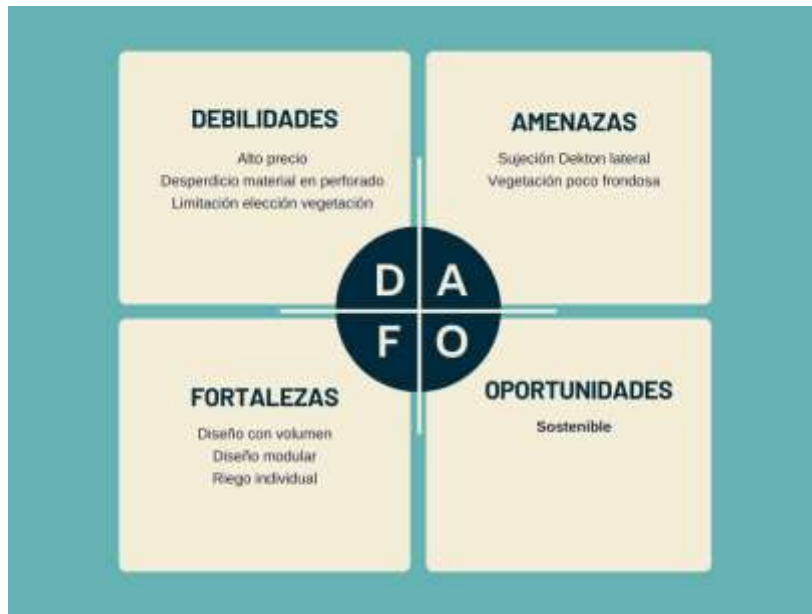 DEBILIDADES
Alto precio
Desperdicio material en perforado
Limitación elección vegetación
AMENAZAS
Sujeción Dekton lateral
Vegetación poco frondosa
D A
F O
FORTALEZAS
Diseño con volumen
Diseño modular
Riego individual
OPORTUNIDADES
Sostenible